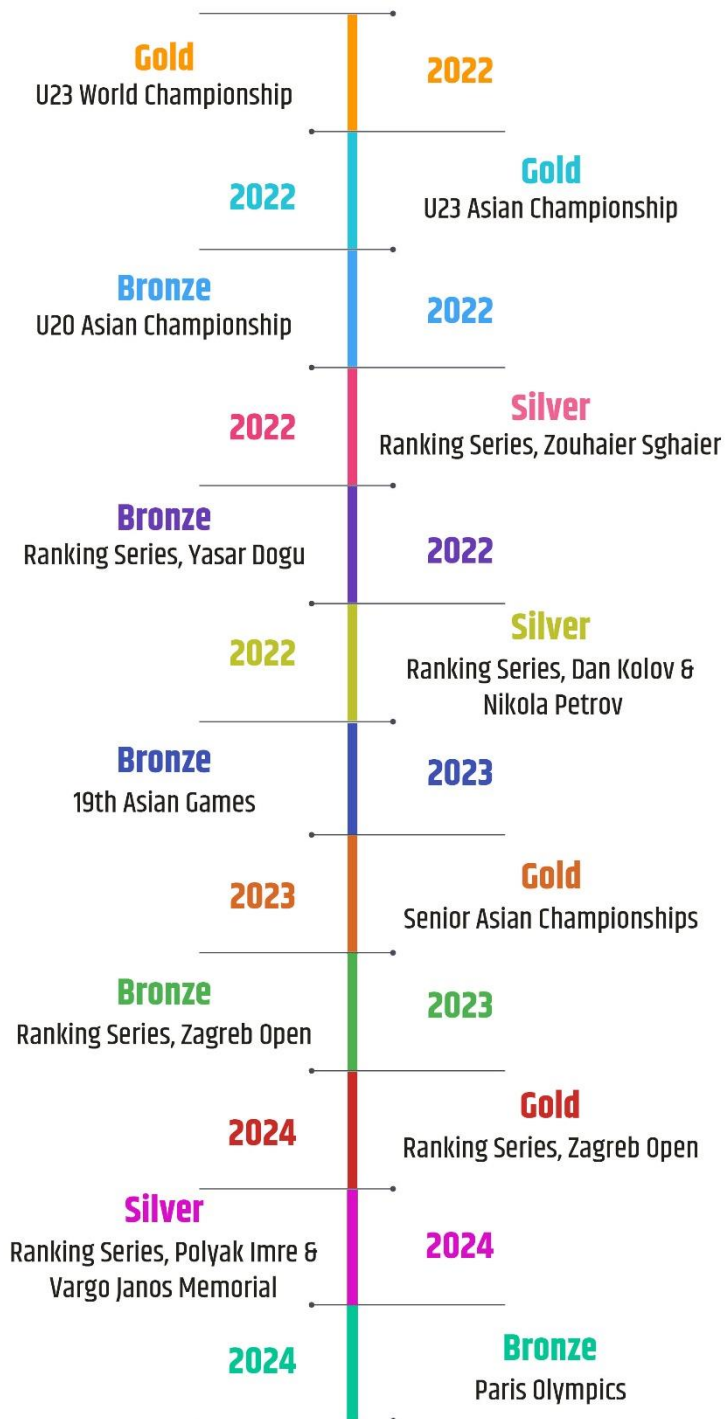 Gold
U23 World Championship
2022
2022
Gold
U23 Asian Championship
Bronze
U20 Asian Championship
2022
2022
Silver
Ranking Series, Zouhaier Sghaier
Bronze
Ranking Series, Yasar Dogu
2022
2022
Silver
Ranking Series, Dan Kolov &
Nikola Petrov
Bronze
19th Asian Games
2023
2023
Gold
Senior Asian Championships
Bronze
Ranking Series, Zagreb Open
2023
2024
Gold
Ranking Series, Zagreb Open
Silver
Ranking Series, Polyak Imre &
Vargo Janos Memorial
2024
2024
Bronze
Paris Olympics